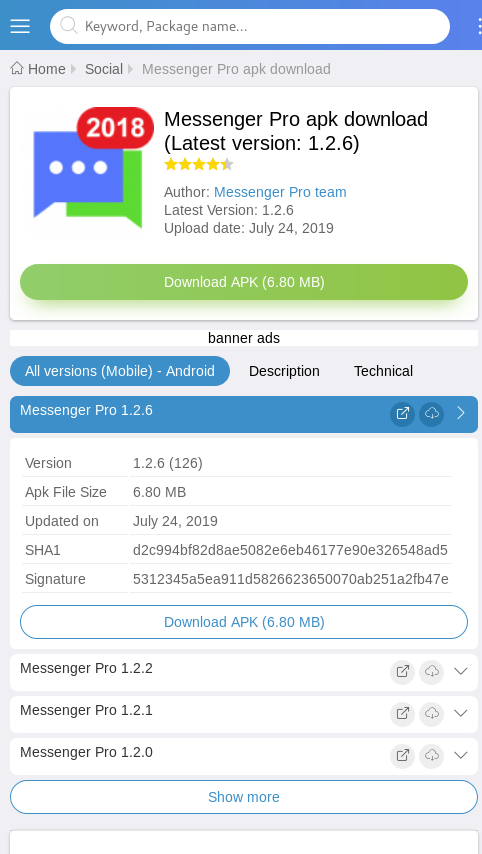 Keyword, Package name...
Home Social Messenger Pro apk download
2018
Messenger Pro apk download
(Latest version: 1.2.6)
Author: Messenger Pro team
Latest Version: 1.2.6
Upload date: July 24, 2019
Download APK (6.80 MB)
banner ads
All versions (Mobile) - Android Description Technical
Messenger Pro 1.2.6
Version 1.2.6 (126)
Apk File Size 6.80 MB
Updated on July 24, 2019
SHA1 d2c994bf82d8ae5082e6eb46177e90e326548ad5
Signature 5312345a5ea911d5826623650070ab251a2fb47e
Download APK (6.80 MB)
Messenger Pro 1.2.2
Messenger Pro 1.2.1
Messenger Pro 1.2.0
Show more